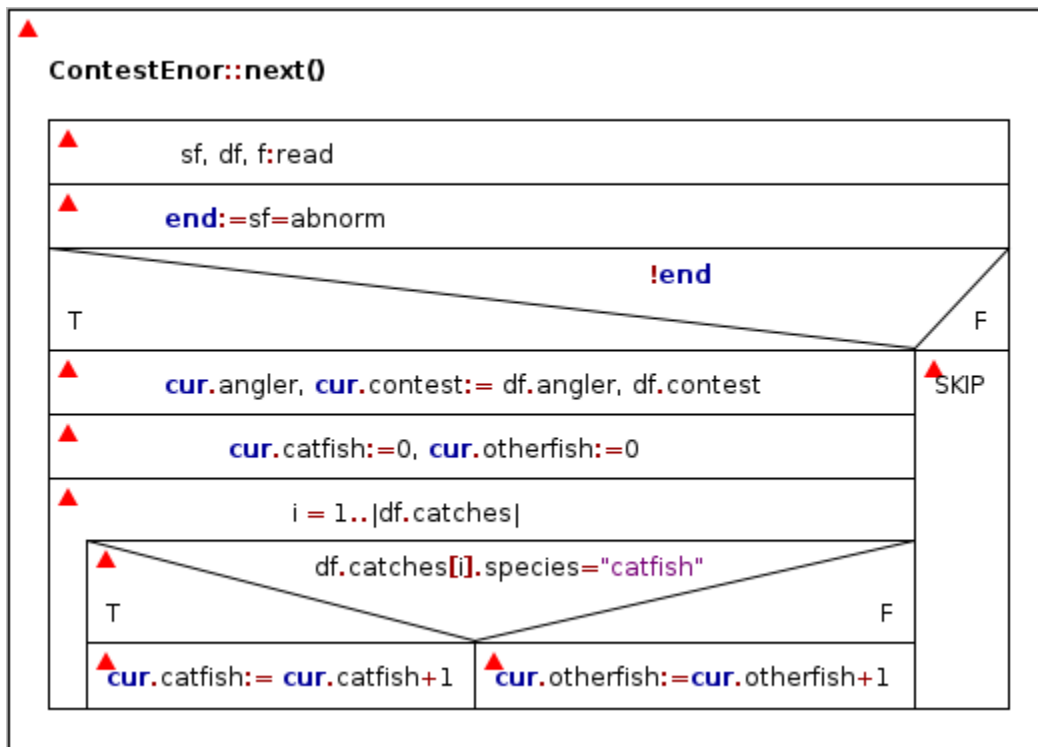 ContestEnor::next()
sf, df, f:read
end:=sf=abnorm
!end
T
F
cur.angler, cur.contest:= df.angler, df.contest
SKIP
cur.catfish:=0, cur.otherfish:=0
i = 1..|df.catches|
df.catches[i].species="catfish"
T
F
cur.catfish:= cur.catfish+1
cur.otherfish:=cur.otherfish+1